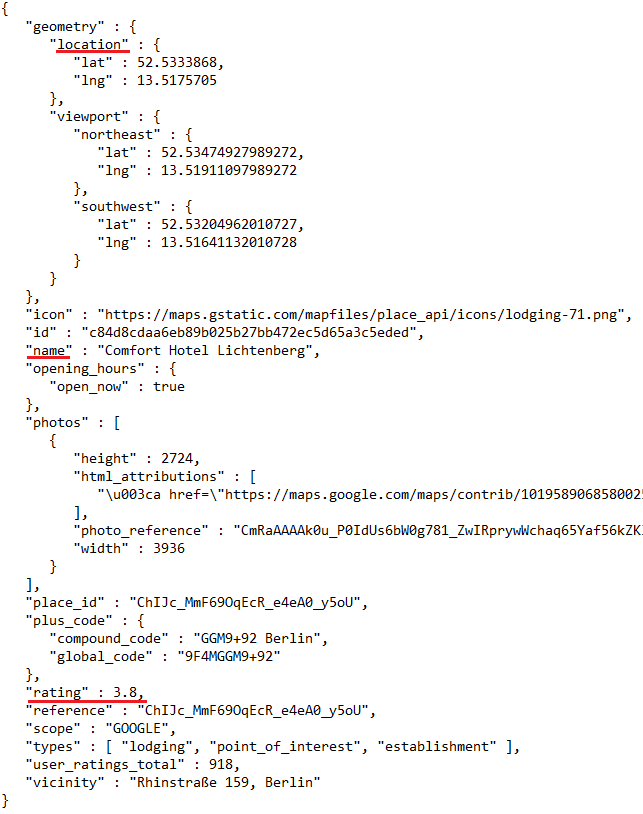 {
   "geometry" : {
      "location" : {
         "lat" : 52.5333868,
         "lng" : 13.5175705
      },
      "viewport" : {
         "northeast" : {
            "lat" : 52.53474927989272,
            "lng" : 13.51911097989272
         },
         "southwest" : {
            "lat" : 52.53204962010727,
            "lng" : 13.51641132010728
         }
      }
   },
   "icon" : "https://maps.gstatic.com/mapfiles/place_api/icons/lodging-71.png",
   "id" : "c84d8cdaa6eb89b025b27bb472ec5d65a3c5eded",
   "name" : "Comfort Hotel Lichtenberg",
   "opening_hours" : {
      "open_now" : true
   },
   "photos" : [
      {
         "height" : 2724,
         "html_attributions" : [
            "\u003ca href=\"https://maps.google.com/maps/contrib/1019589068580025
         ],
         "photo_reference" : "CmRaAAAAk0u_P0IdUs6bW0g781_ZwIRprywWchaq65Yaf56kZK
         "width" : 3936
      }
   ],
   "place_id" : "ChIJc_MmF69OqEcR_e4eA0_y5oU",
   "plus_code" : {
      "compound_code" : "GGM9+92 Berlin",
      "global_code" : "9F4MGGM9+92"
   },
   "rating" : 3.8,
   "reference" : "ChIJc_MmF69OqEcR_e4eA0_y5oU",
   "scope" : "GOOGLE",
   "types" : [ "lodging", "point_of_interest", "establishment" ],
   "user_ratings_total" : 918,
   "vicinity" : "Rhinstraße 159, Berlin"
}